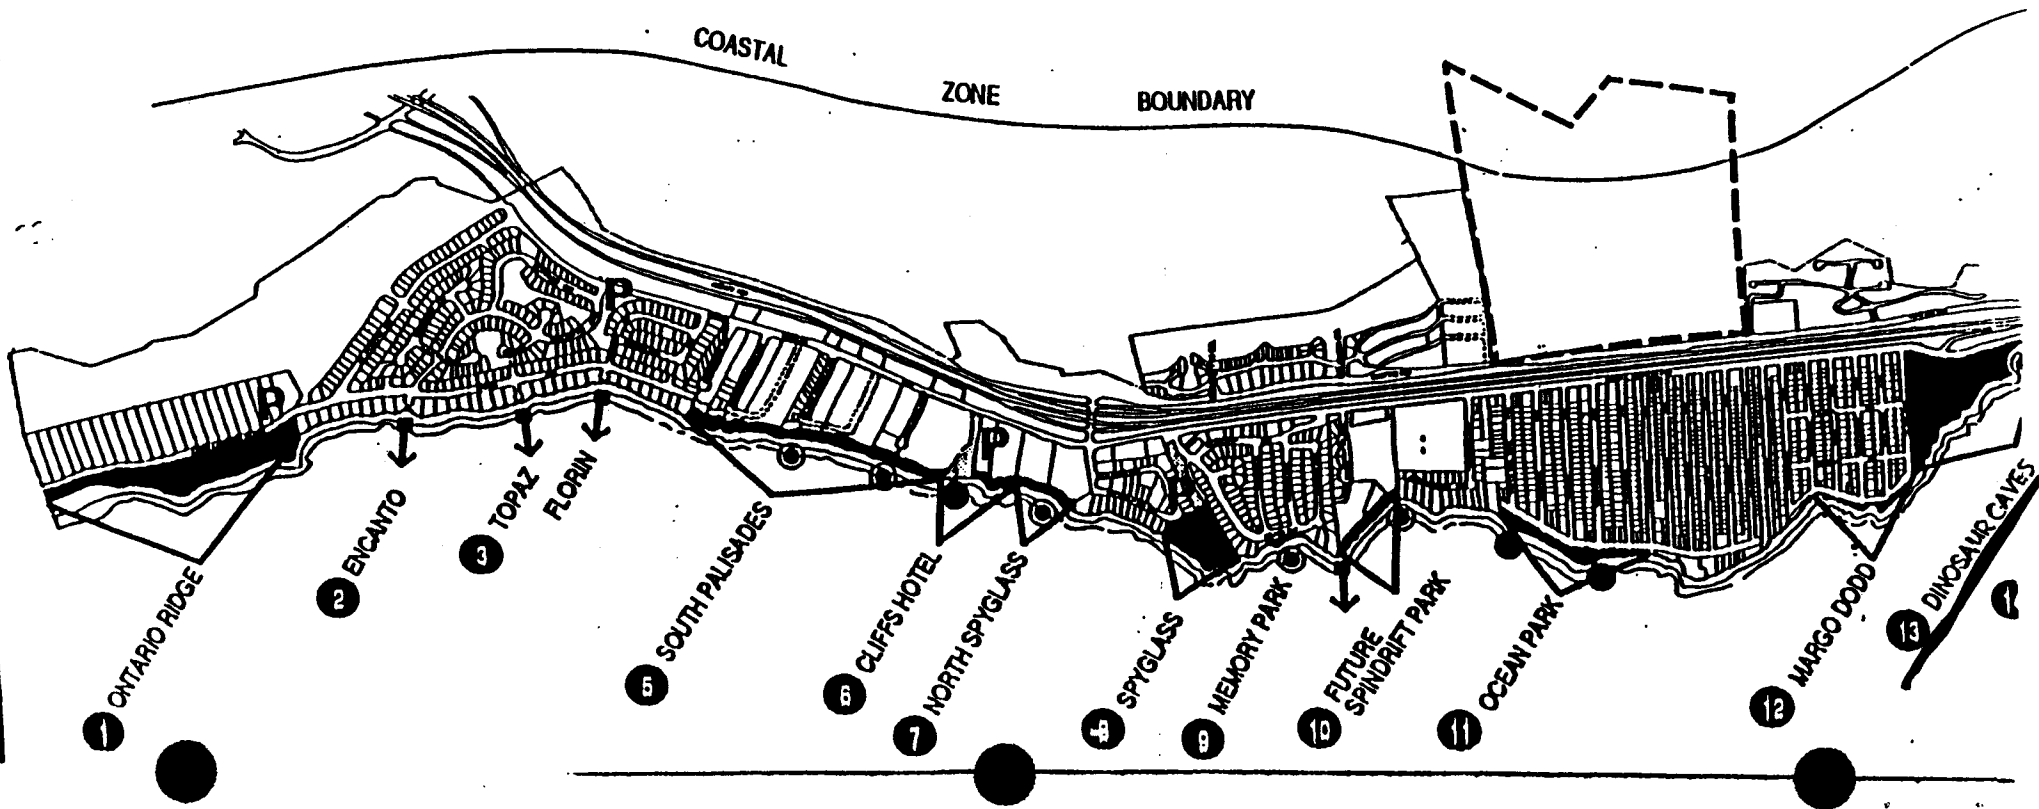 COASTAL
ZONE
BOUNDARY
P
P
1 ONTARIO RIDGE
2 ENCANTO
3 TOPAZ
FLORIN
5 SOUTH PALISADES
6 CLIFFS HOTEL
7 NORTH SPYGLASS
8 SPYGLASS
9 MEMORY PARK
10 FUTURE
SPINDRIFT PARK
11 OCEAN PARK
12 MARGO DODD
13 DINOSAUR CAVES